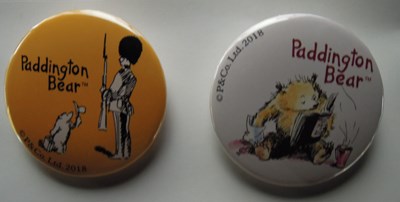 Paddington
Bear™
©P&Co. Ltd. 2018
©P&Co. Ltd. 2018
Paddington
Bear™